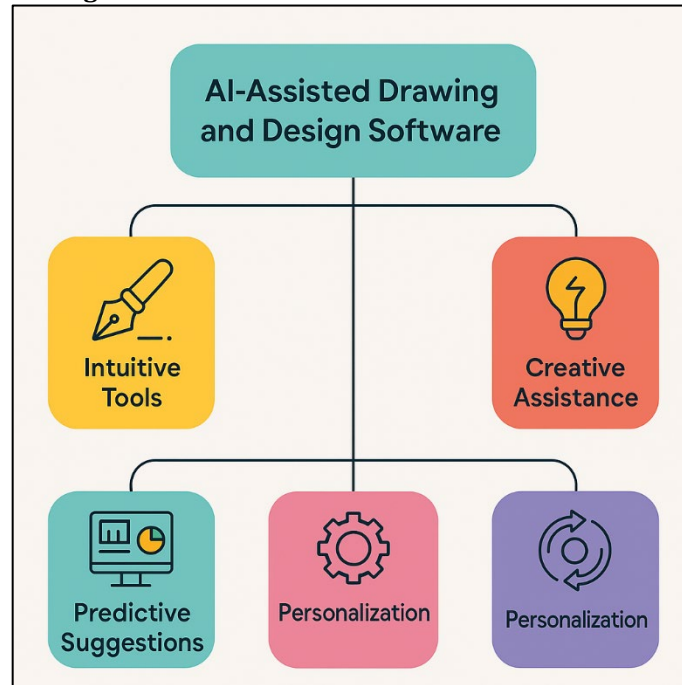 AI-Assisted Drawing
and Design Software
Intuitive
Tools
Creative
Assistance
Predictive
Suggestions
Personalization
Personalization